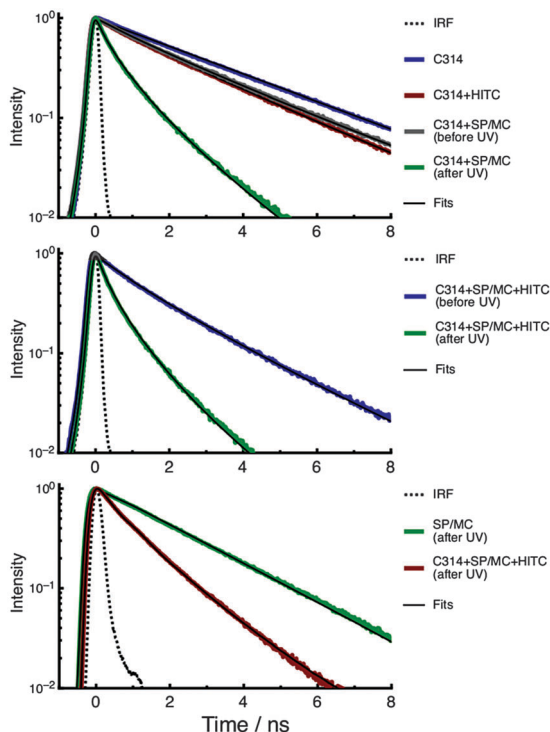 Intensity
10⁰
10⁻¹
10⁻²
0
2
4
6
8
IRF
C314
C314+HITC
C314+SP/MC
(before UV)
C314+SP/MC
(after UV)
Fits
Intensity
10⁰
10⁻¹
10⁻²
0
2
4
6
8
IRF
C314+SP/MC+HITC
(before UV)
C314+SP/MC+HITC
(after UV)
Fits
Intensity
10⁰
10⁻¹
10⁻²
0
2
4
6
8
IRF
SP/MC
(after UV)
C314+SP/MC+HITC
(after UV)
Fits
Time / ns